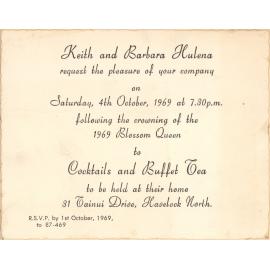 Keith and Barbara Hulena
request the pleasure of your company
on
Saturday, 4th October, 1969 at 7.30p.m.
following the crowning of the
1969 Blossom Queen
to
Cocktails and Buffet Tea
to be held at their home
31 Tainui Drive, Havelock North.
R.S.V.P. by 1st October, 1969,
to 87-469